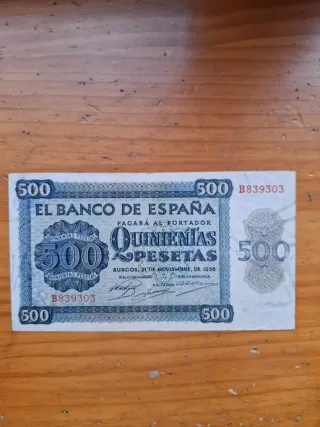 500 500
B839303
EL BANCO DE ESPAÑA
PAGARÁ AL PORTADOR
QUINIENTAS
500 PESETAS 500
BURGOS, 21 DE NOVIEMBRE, DE 1936
B839303
500 500